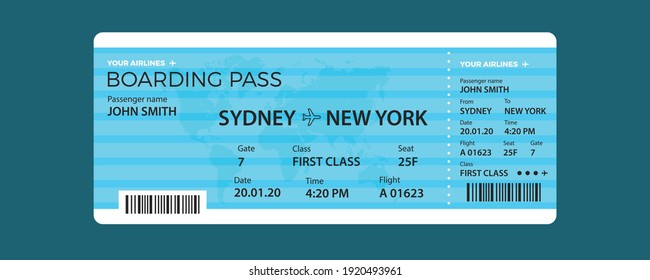 YOUR AIRLINES
BOARDING PASS
Passenger name
JOHN SMITH
SYDNEY NEW YORK
Gate Class Seat
7 FIRST CLASS 25F
Date Time Flight
20.01.20 4:20 PM A 01623
YOUR AIRLINES
Passenger name
JOHN SMITH
From To
SYDNEY NEW YORK
Date Time
20.01.20 4:20 PM
Flight Seat Gate
A 01623 25F 7
Class
FIRST CLASS
shutterstock.com · 1920493961